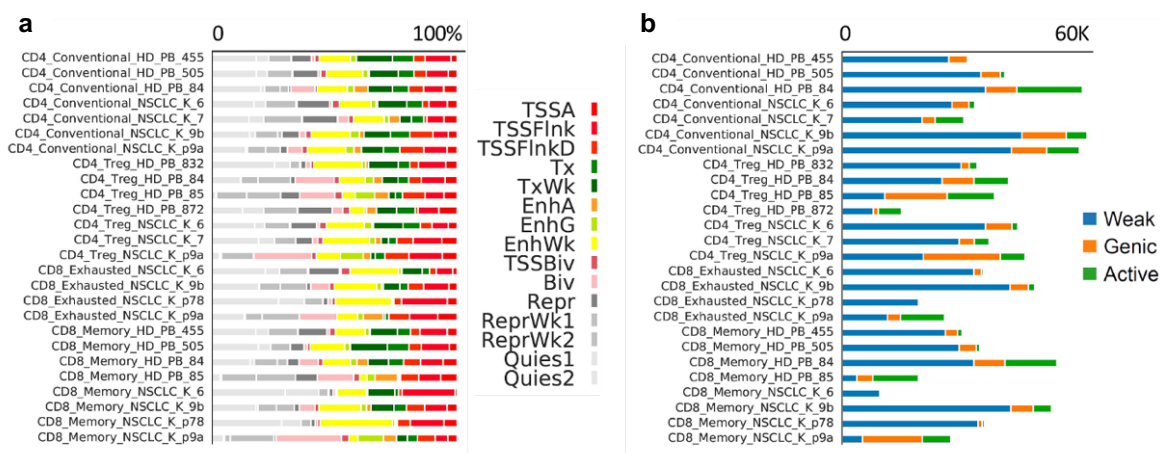 a
0 100%
CD4_Conventional_HD_PB_455
CD4_Conventional_HD_PB_505
CD4_Conventional_HD_PB_84
CD4_Conventional_NSCLC_K_6
CD4_Conventional_NSCLC_K_7
CD4_Conventional_NSCLC_K_9b
CD4_Conventional_NSCLC_K_p9a
CD4_Treg_HD_PB_832
CD4_Treg_HD_PB_84
CD4_Treg_HD_PB_85
CD4_Treg_HD_PB_872
CD4_Treg_NSCLC_K_6
CD4_Treg_NSCLC_K_7
CD4_Treg_NSCLC_K_p9a
CD8_Exhausted_NSCLC_K_6
CD8_Exhausted_NSCLC_K_9b
CD8_Exhausted_NSCLC_K_p78
CD8_Exhausted_NSCLC_K_p9a
CD8_Memory_HD_PB_455
CD8_Memory_HD_PB_505
CD8_Memory_HD_PB_84
CD8_Memory_HD_PB_85
CD8_Memory_NSCLC_K_6
CD8_Memory_NSCLC_K_9b
CD8_Memory_NSCLC_K_p78
CD8_Memory_NSCLC_K_p9a
TSSA
TSSFlnk
TSSFlnkD
Tx
TxWk
EnhA
EnhG
EnhWk
TSSBiv
Biv
Repr
ReprWk1
ReprWk2
Quies1
Quies2
b
0 60K
CD4_Conventional_HD_PB_455
CD4_Conventional_HD_PB_505
CD4_Conventional_HD_PB_84
CD4_Conventional_NSCLC_K_6
CD4_Conventional_NSCLC_K_7
CD4_Conventional_NSCLC_K_9b
CD4_Conventional_NSCLC_K_p9a
CD4_Treg_HD_PB_832
CD4_Treg_HD_PB_84
CD4_Treg_HD_PB_85
CD4_Treg_HD_PB_872
CD4_Treg_NSCLC_K_6
CD4_Treg_NSCLC_K_7
CD4_Treg_NSCLC_K_p9a
CD8_Exhausted_NSCLC_K_6
CD8_Exhausted_NSCLC_K_9b
CD8_Exhausted_NSCLC_K_p78
CD8_Exhausted_NSCLC_K_p9a
CD8_Memory_HD_PB_455
CD8_Memory_HD_PB_505
CD8_Memory_HD_PB_84
CD8_Memory_HD_PB_85
CD8_Memory_NSCLC_K_6
CD8_Memory_NSCLC_K_9b
CD8_Memory_NSCLC_K_p78
CD8_Memory_NSCLC_K_p9a
Weak
Genic
Active